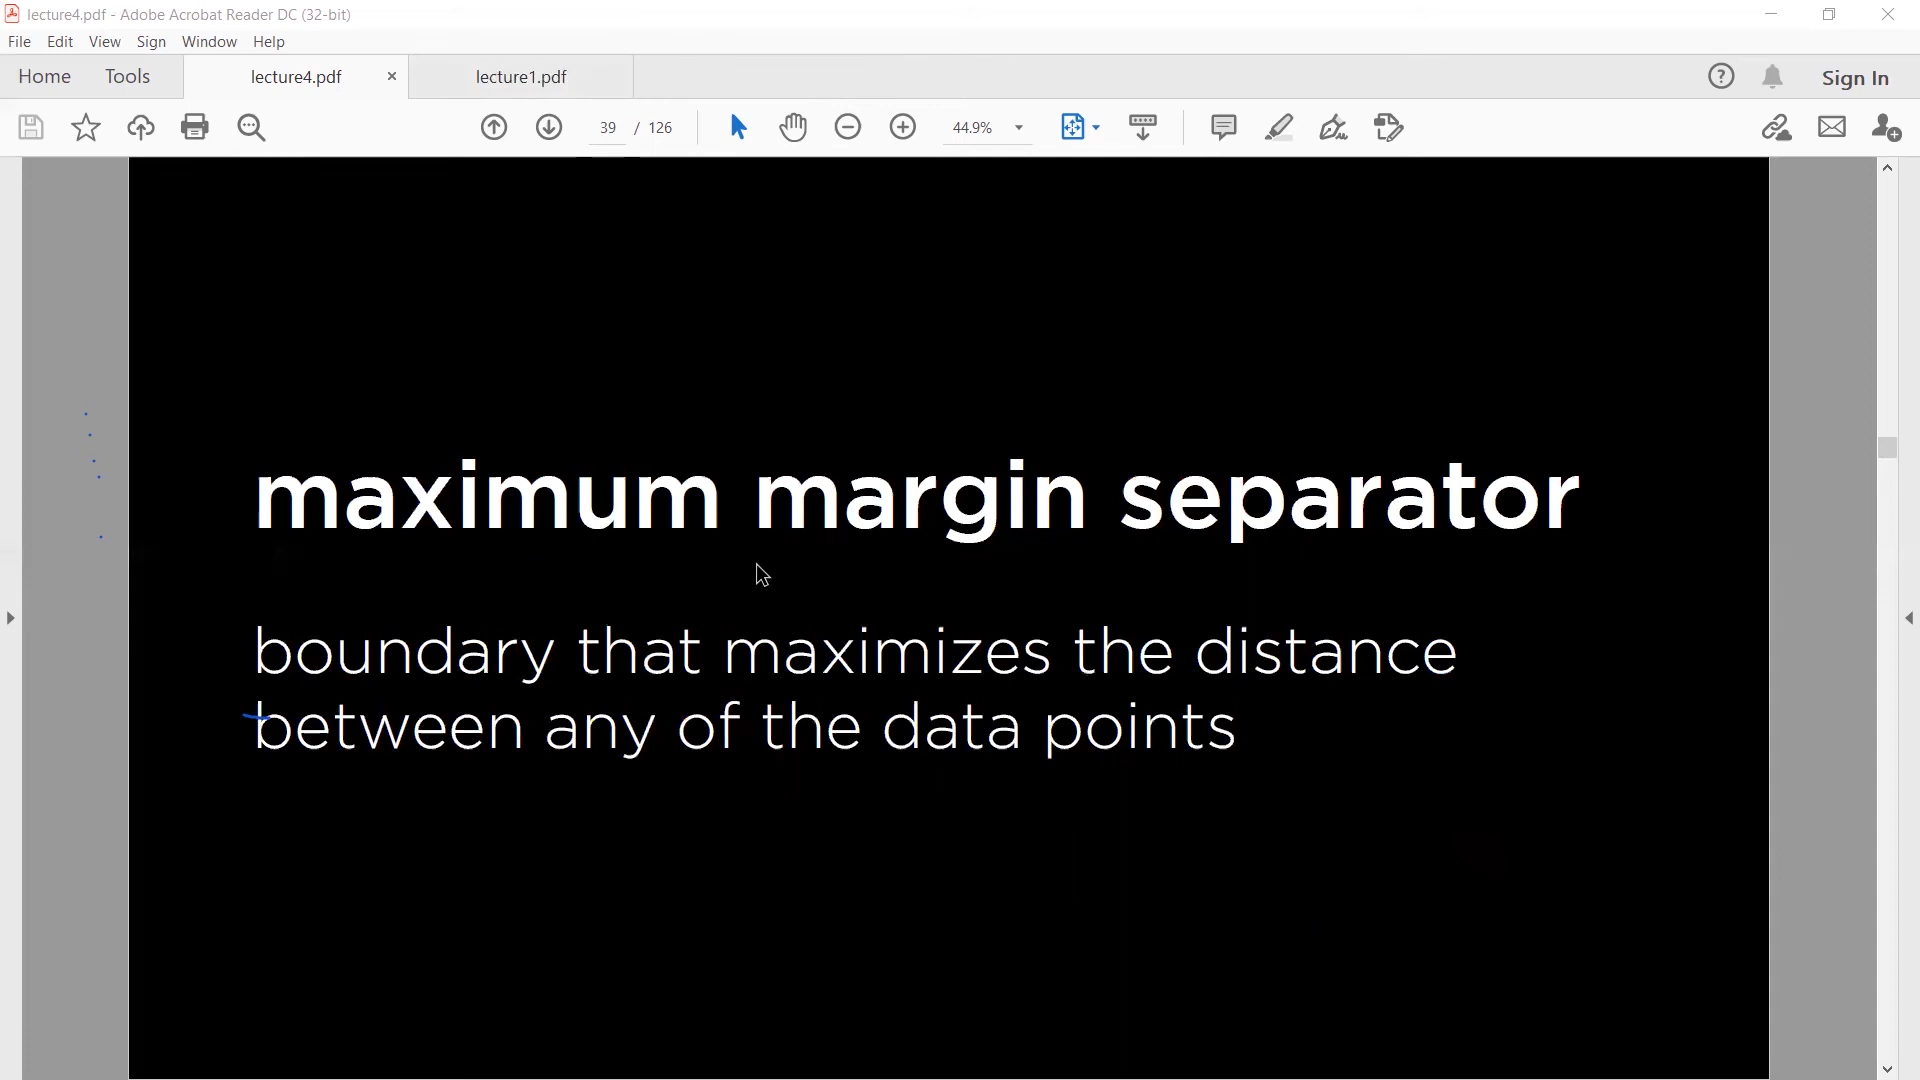 lecture4.pdf - Adobe Acrobat Reader DC (32-bit)
File Edit View Sign Window Help
Home Tools lecture4.pdf × lecture1.pdf ? Sign In
39 / 126 44.9%
maximum margin separator
boundary that maximizes the distance
between any of the data points